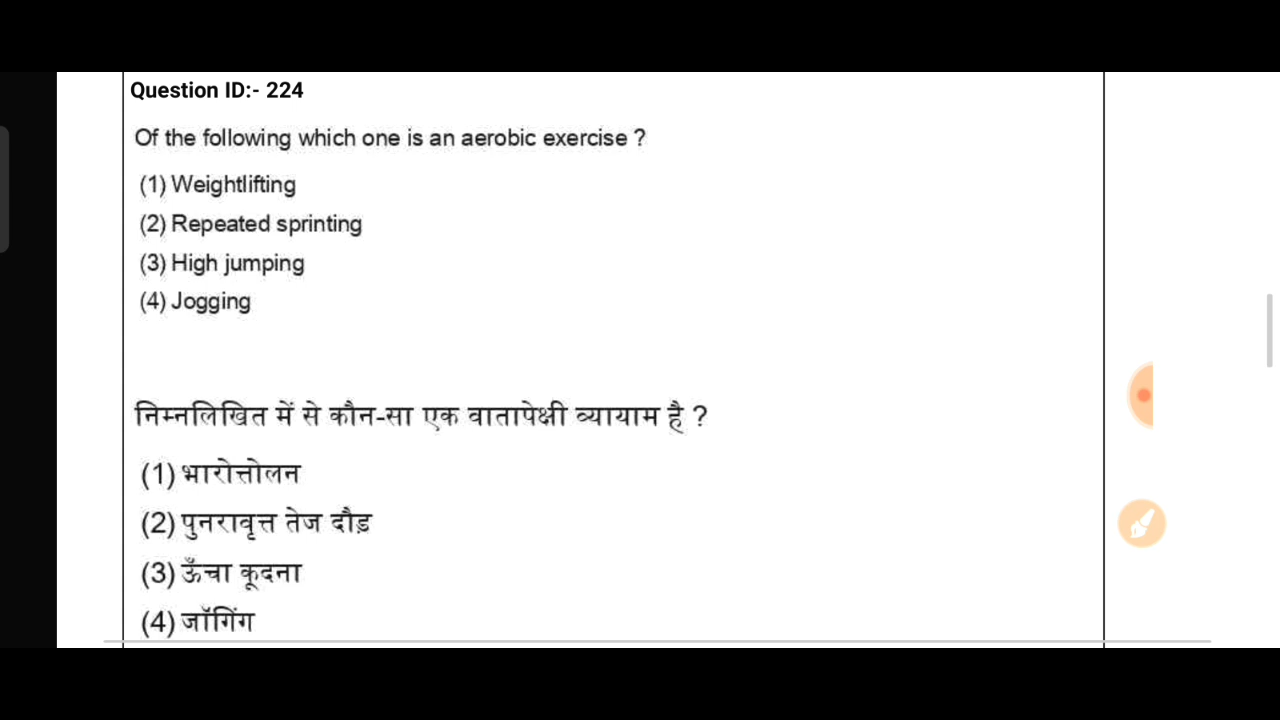 Question ID:- 224
Of the following which one is an aerobic exercise ?
(1) Weightlifting
(2) Repeated sprinting
(3) High jumping
(4) Jogging
निम्नलिखित में से कौन-सा एक वातापेक्षी व्यायाम है ?
(1) भारोत्तोलन
(2) पुनरावृत्त तेज दौड़
(3) ऊँचा कूदना
(4) जॉगिंग